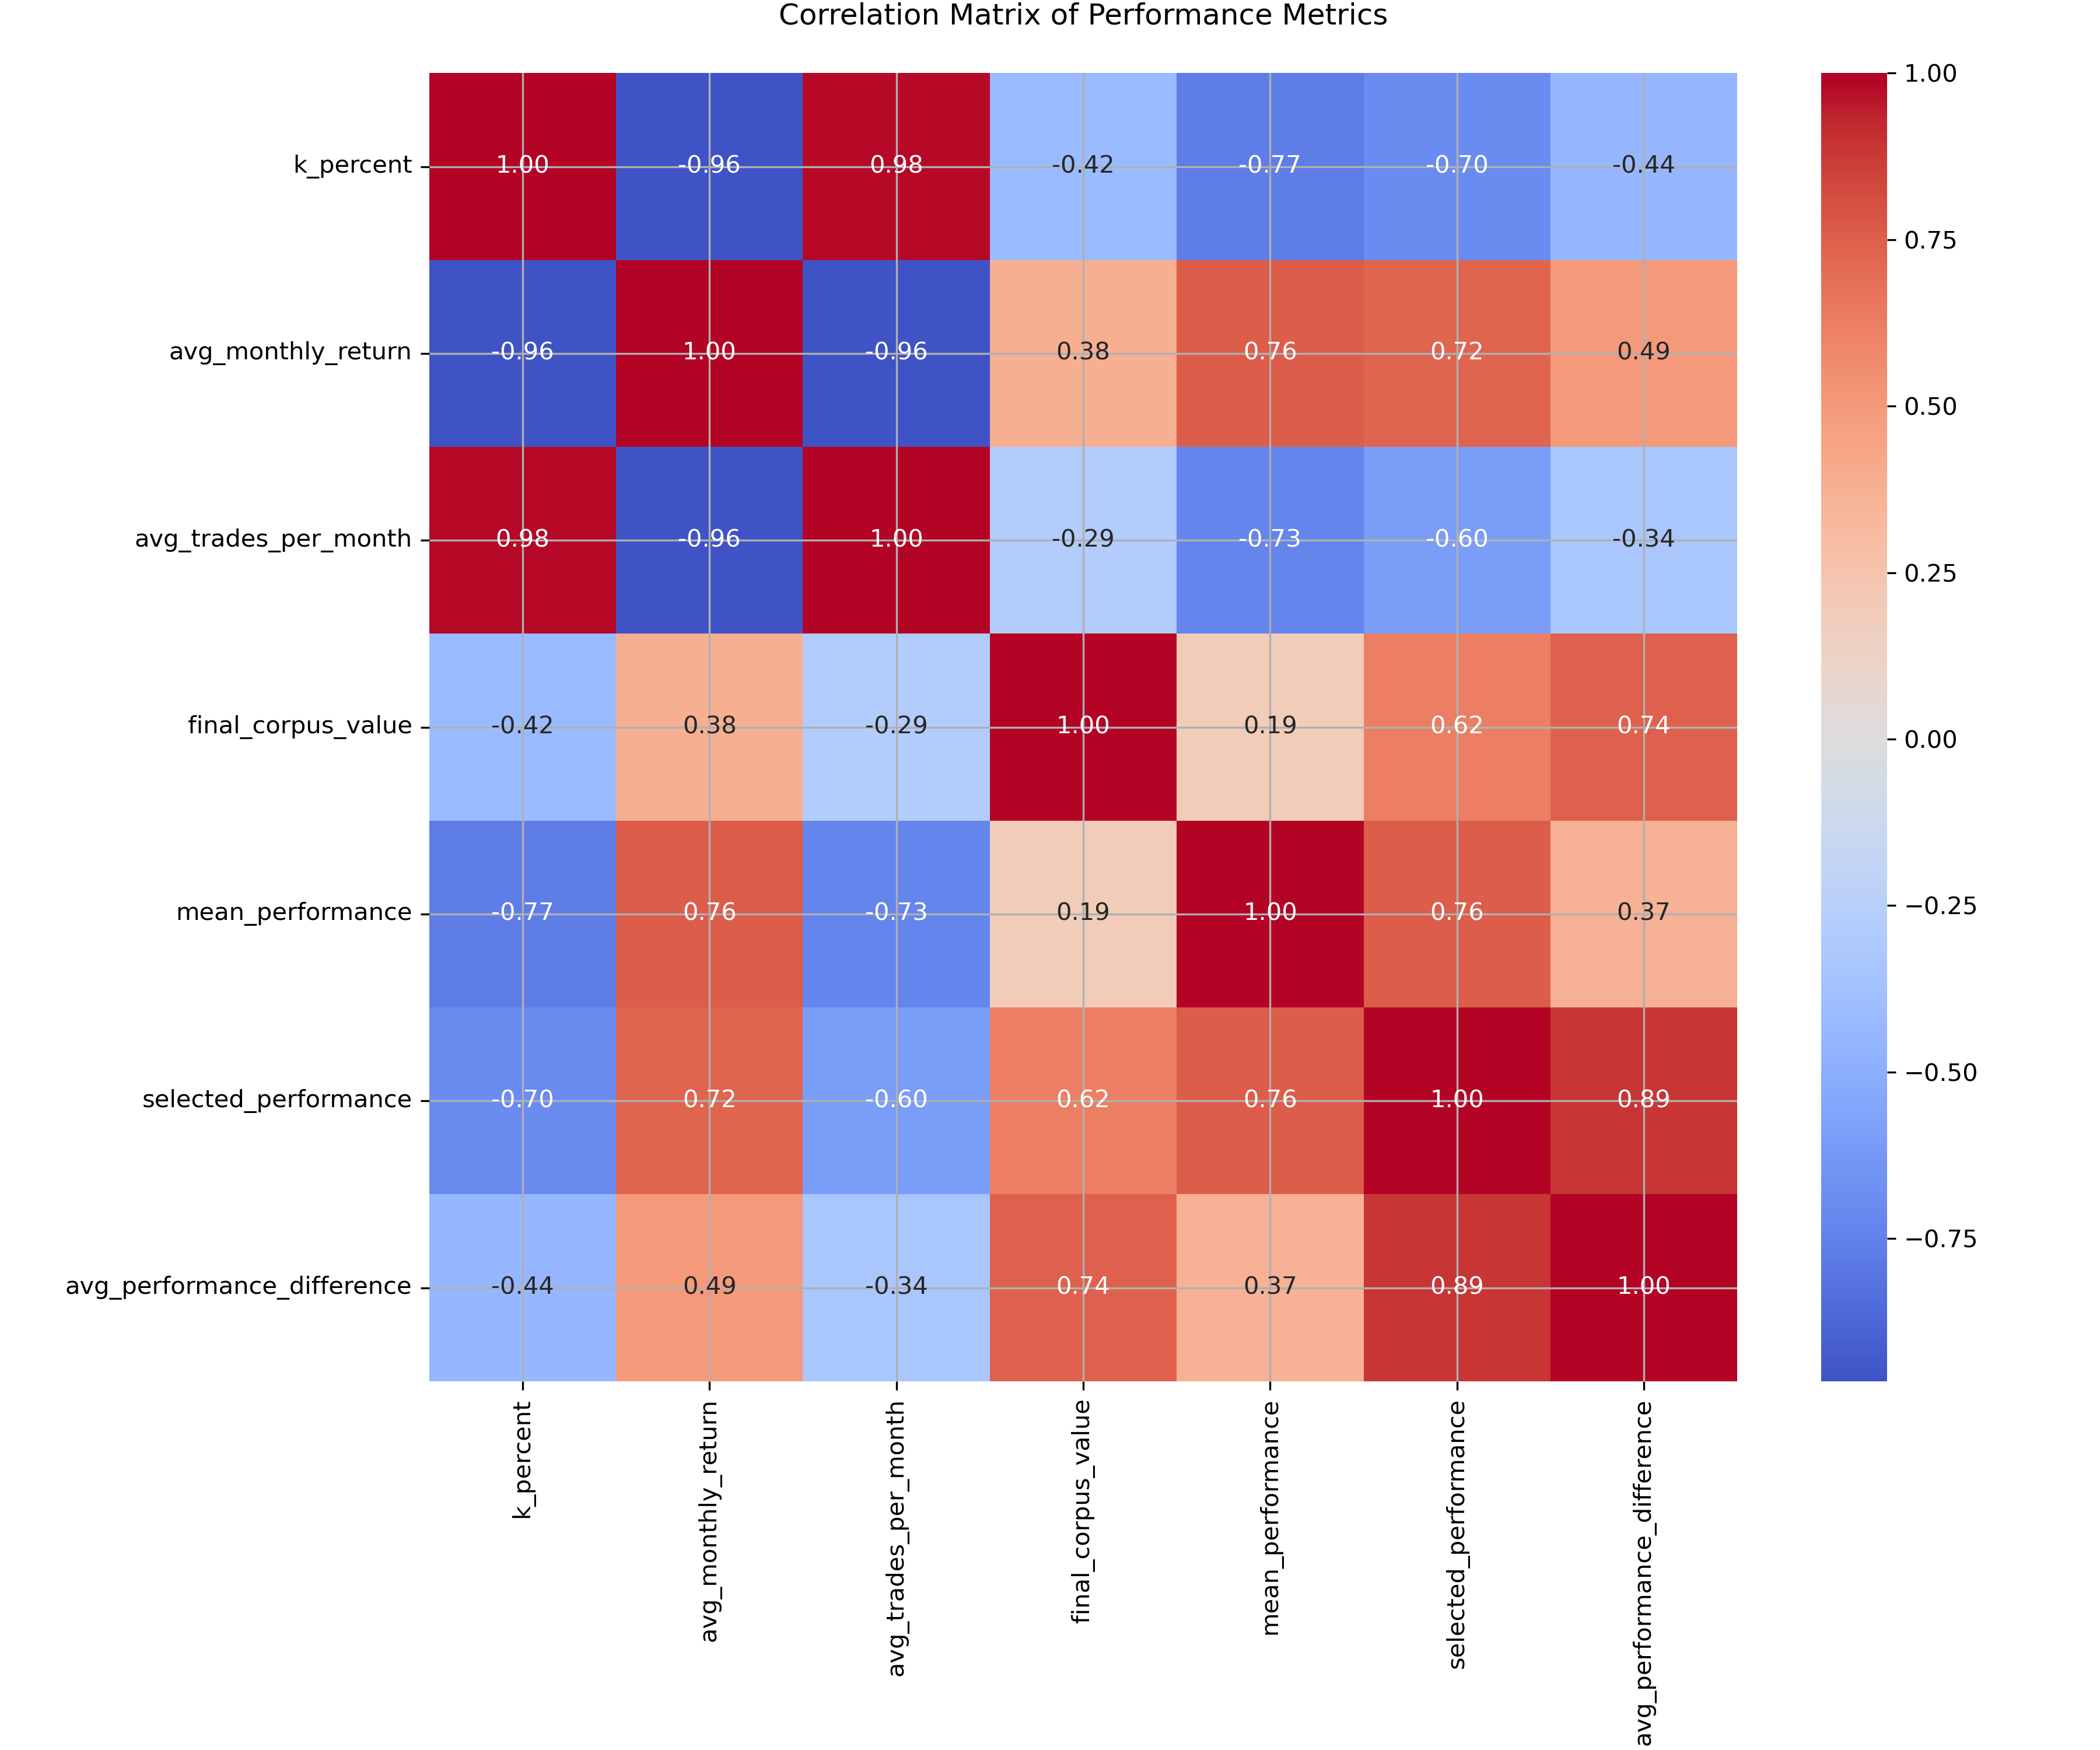 Correlation Matrix of Performance Metrics
k_percent 1.00 -0.96 0.98 -0.42 -0.77 -0.70 -0.44
avg_monthly_return -0.96 1.00 -0.96 0.38 0.76 0.72 0.49
avg_trades_per_month 0.98 -0.96 1.00 -0.29 -0.73 -0.60 -0.34
final_corpus_value -0.42 0.38 -0.29 1.00 0.19 0.62 0.74
mean_performance -0.77 0.76 -0.73 0.19 1.00 0.76 0.37
selected_performance -0.70 0.72 -0.60 0.62 0.76 1.00 0.89
avg_performance_difference -0.44 0.49 -0.34 0.74 0.37 0.89 1.00
k_percent
avg_monthly_return
avg_trades_per_month
final_corpus_value
mean_performance
selected_performance
avg_performance_difference
1.00
0.75
0.50
0.25
0.00
−0.25
−0.50
−0.75